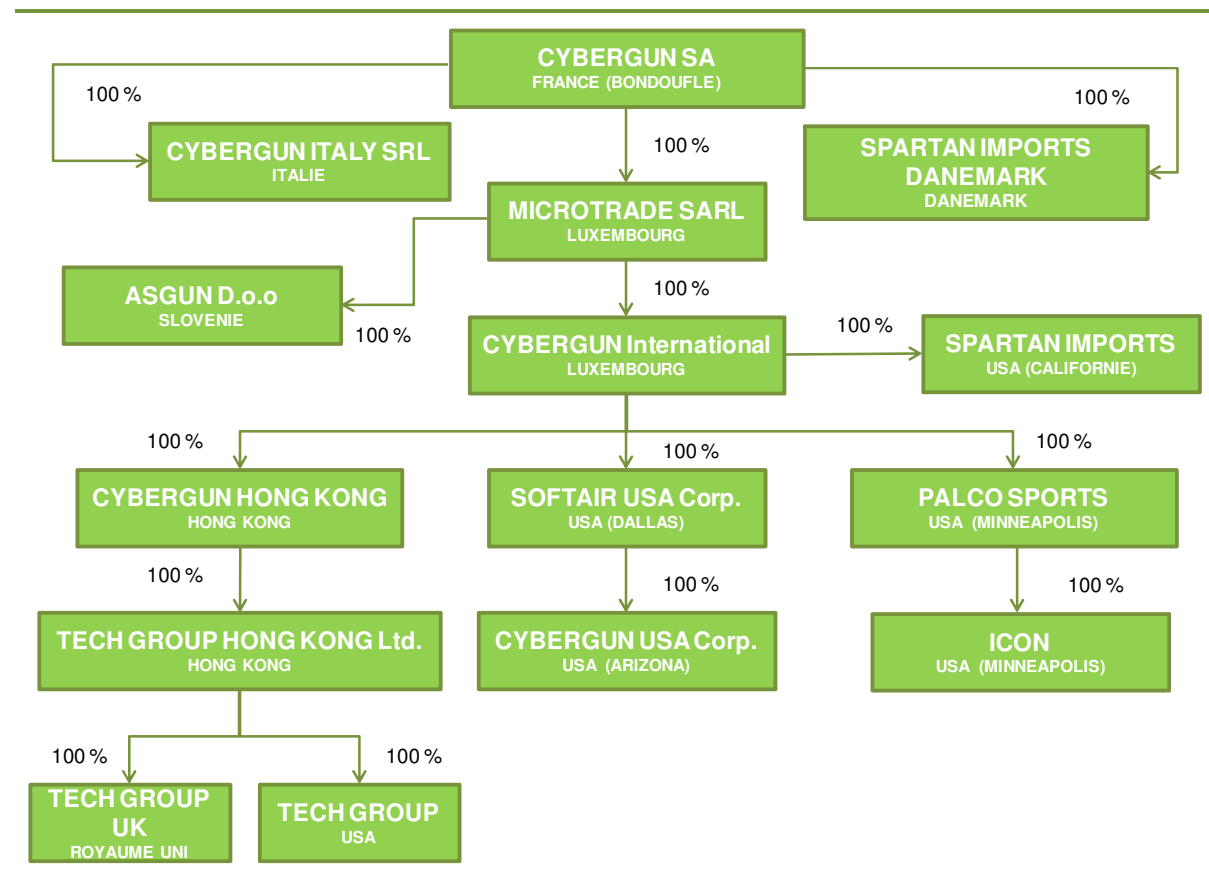 CYBERGUN SA
FRANCE (BONDOUFLE)
100 %
100 %
100 %
CYBERGUN ITALY SRL
ITALIE
SPARTAN IMPORTS
DANEMARK
DANEMARK
MICROTRADE SARL
LUXEMBOURG
ASGUN D.o.o
SLOVENIE
100 %
100 %
100 %
CYBERGUN International
LUXEMBOURG
SPARTAN IMPORTS
USA (CALIFORNIE)
100 %
100 %
100 %
CYBERGUN HONG KONG
HONG KONG
SOFTAIR USA Corp.
USA (DALLAS)
PALCO SPORTS
USA (MINNEAPOLIS)
100 %
100 %
100 %
TECH GROUP HONG KONG Ltd.
HONG KONG
CYBERGUN USA Corp.
USA (ARIZONA)
ICON
USA (MINNEAPOLIS)
100 %
100 %
TECH GROUP
UK
ROYAUME UNI
TECH GROUP
USA